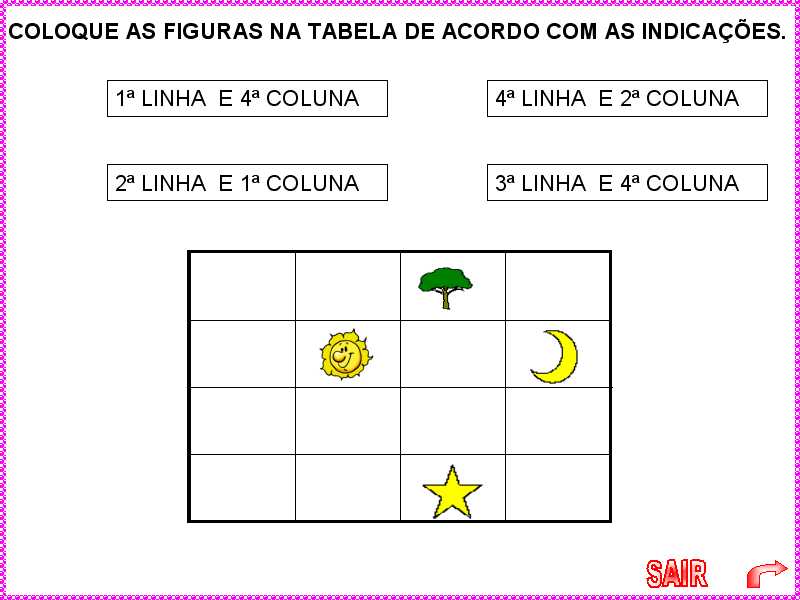 COLOQUE AS FIGURAS NA TABELA DE ACORDO COM AS INDICAÇÕES.
1ª LINHA E 4ª COLUNA
4ª LINHA E 2ª COLUNA
2ª LINHA E 1ª COLUNA
3ª LINHA E 4ª COLUNA
SAIR